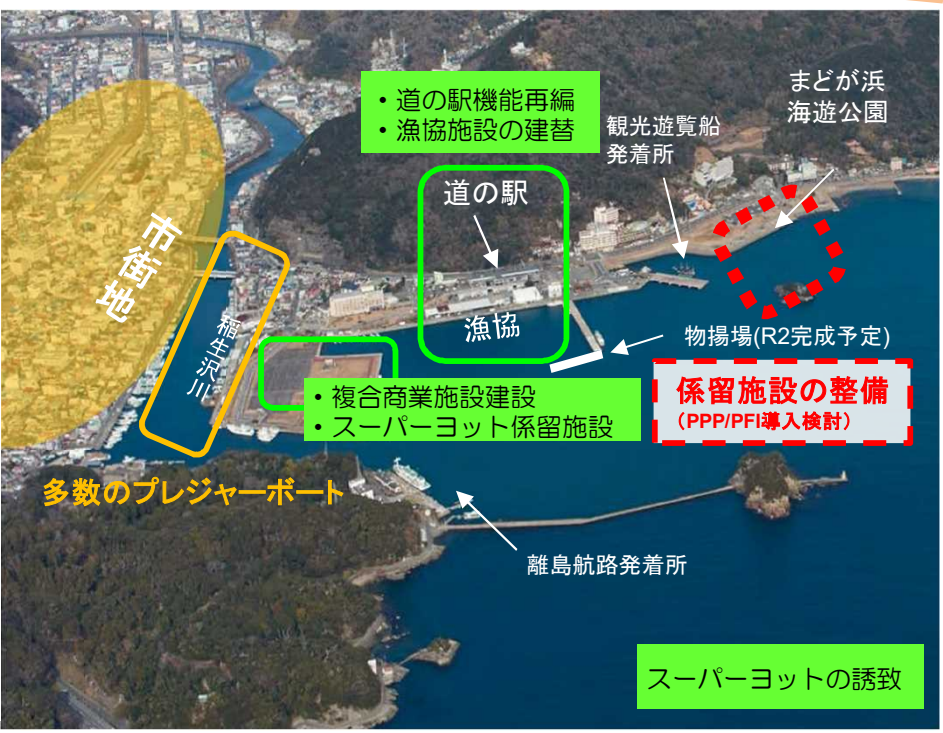 ・道の駅機能再編
・漁協施設の建替
まどが浜
海遊公園
観光遊覧船
発着所
道の駅
市街地
稲生沢川
漁協
物揚場(R2完成予定)
係留施設の整備
（PPP/PFI導入検討）
・複合商業施設建設
・スーパーヨット係留施設
多数のプレジャーボート
離島航路発着所
スーパーヨットの誘致